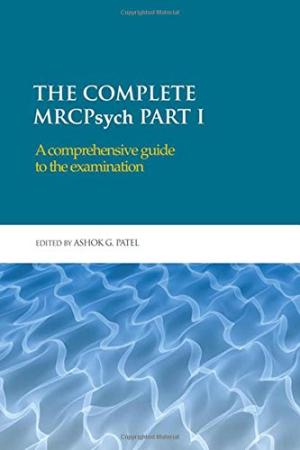 THE COMPLETE
MRCPsych PART I
A comprehensive guide
to the examination
EDITED BY ASHOK G. PATEL